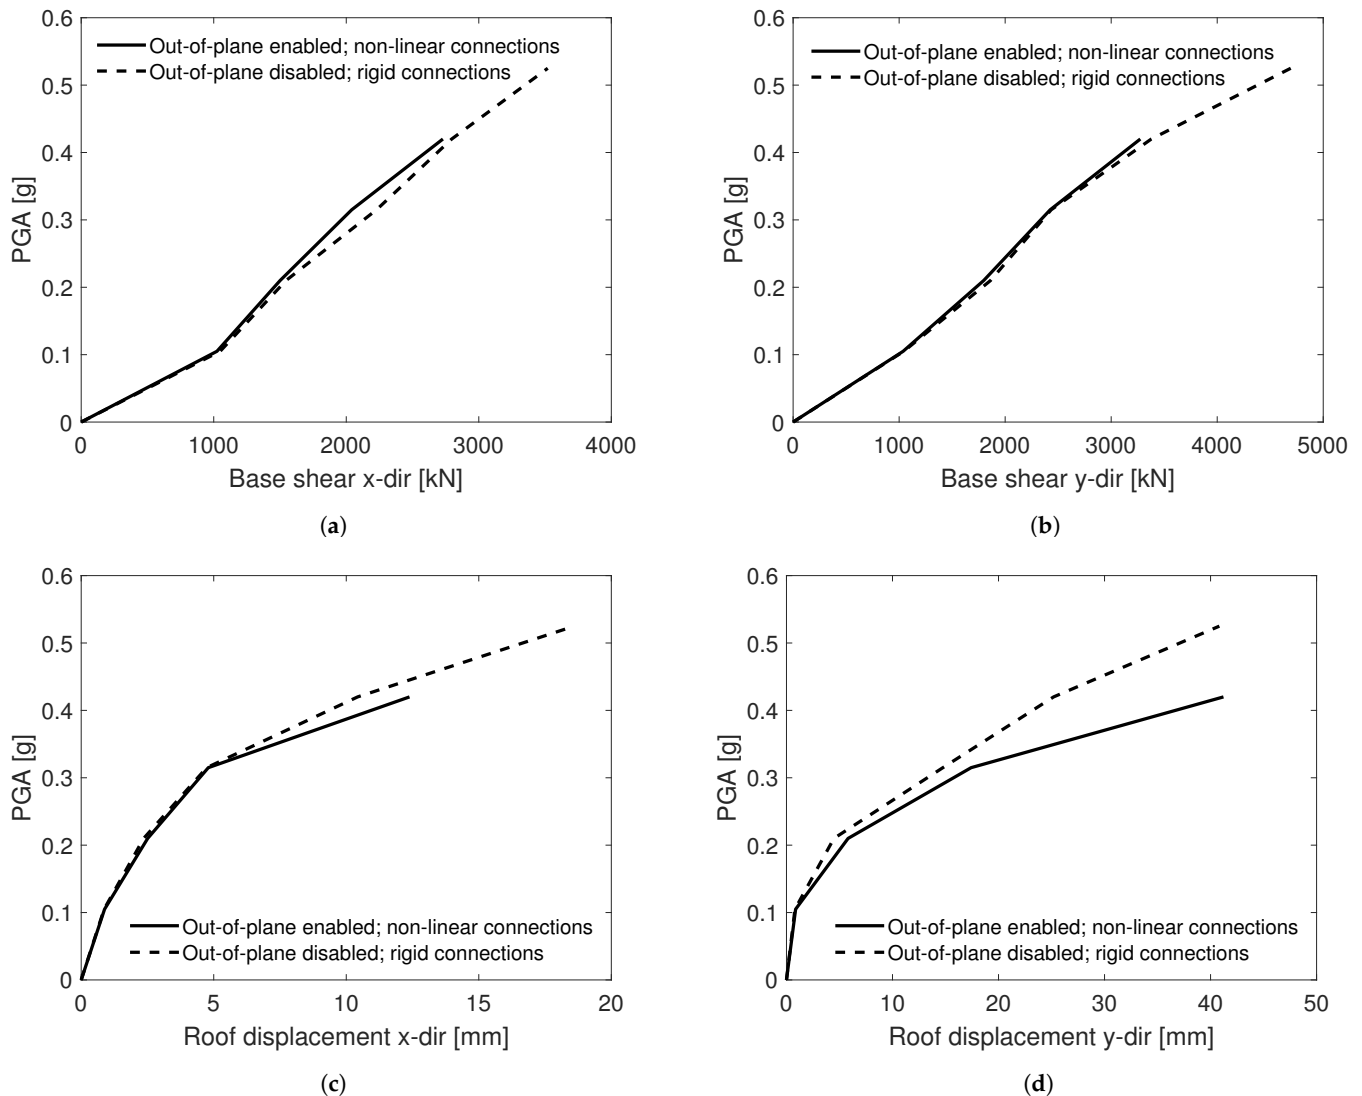 0.6
0.5
0.4
0.3
0.2
0.1
0
PGA [g]
Out-of-plane enabled; non-linear connections
Out-of-plane disabled; rigid connections
0 1000 2000 3000 4000
Base shear x-dir [kN]
(a)
0.6
0.5
0.4
0.3
0.2
0.1
0
PGA [g]
Out-of-plane enabled; non-linear connections
Out-of-plane disabled; rigid connections
0 1000 2000 3000 4000 5000
Base shear y-dir [kN]
(b)
0.6
0.5
0.4
0.3
0.2
0.1
0
PGA [g]
Out-of-plane enabled; non-linear connections
Out-of-plane disabled; rigid connections
0 5 10 15 20
Roof displacement x-dir [mm]
(c)
0.6
0.5
0.4
0.3
0.2
0.1
0
PGA [g]
Out-of-plane enabled; non-linear connections
Out-of-plane disabled; rigid connections
0 10 20 30 40 50
Roof displacement y-dir [mm]
(d)